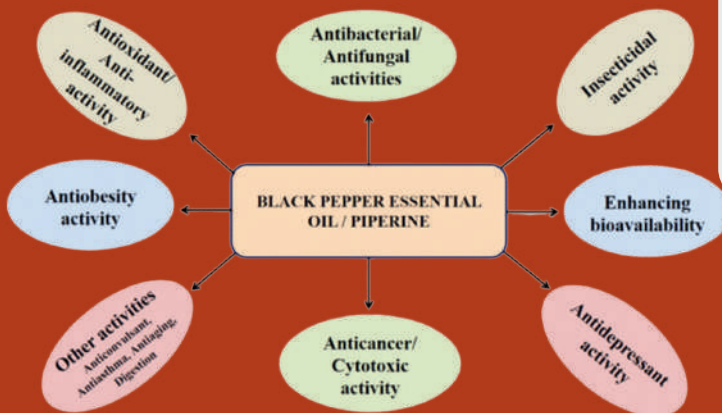 Antioxidant/
Anti-
inflammatory
activity
Antibacterial/
Antifungal
activities
Insecticidal
activity
Antiobesity
activity
BLACK PEPPER ESSENTIAL
OIL / PIPERINE
Enhancing
bioavailability
Other activities
Anticonvulsant,
Antiasthma, Antiaging,
Digestion
Anticancer/
Cytotoxic
activity
Antidepressant
activity